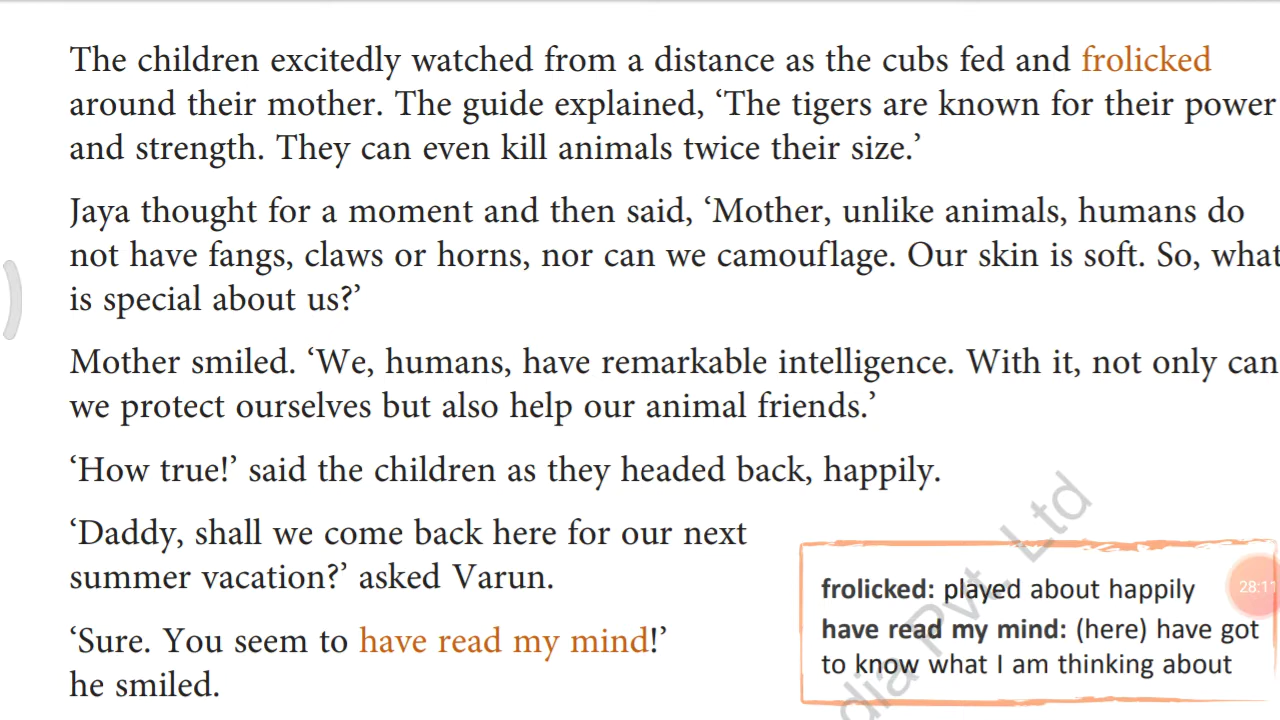 The children excitedly watched from a distance as the cubs fed and frolicked
around their mother. The guide explained, ‘The tigers are known for their power
and strength. They can even kill animals twice their size.’
Jaya thought for a moment and then said, ‘Mother, unlike animals, humans do
not have fangs, claws or horns, nor can we camouflage. Our skin is soft. So, what
is special about us?’
Mother smiled. ‘We, humans, have remarkable intelligence. With it, not only can
we protect ourselves but also help our animal friends.’
‘How true!’ said the children as they headed back, happily.
‘Daddy, shall we come back here for our next
summer vacation?’ asked Varun.
‘Sure. You seem to have read my mind!’
he smiled.
frolicked: played about happily
have read my mind: (here) have got
to know what I am thinking about
28:11
dia Pvt. Ltd